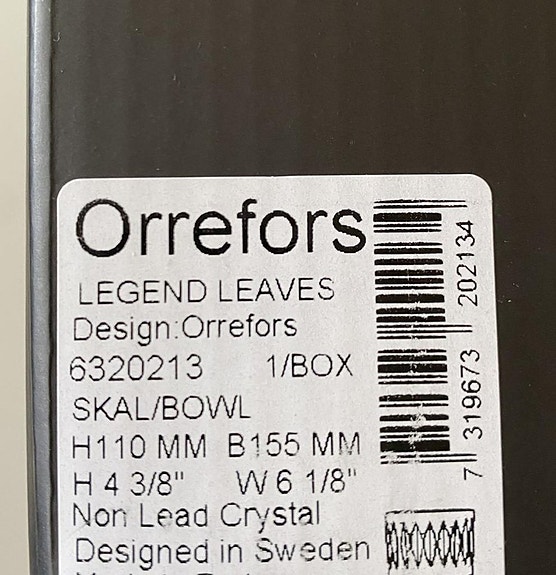 Orrefors
LEGEND LEAVES
Design:Orrefors
6320213 1/BOX
SKAL/BOWL
H110 MM B155 MM
H 4 3/8" W 6 1/8"
Non Lead Crystal
Designed in Sweden
7 319673 202134